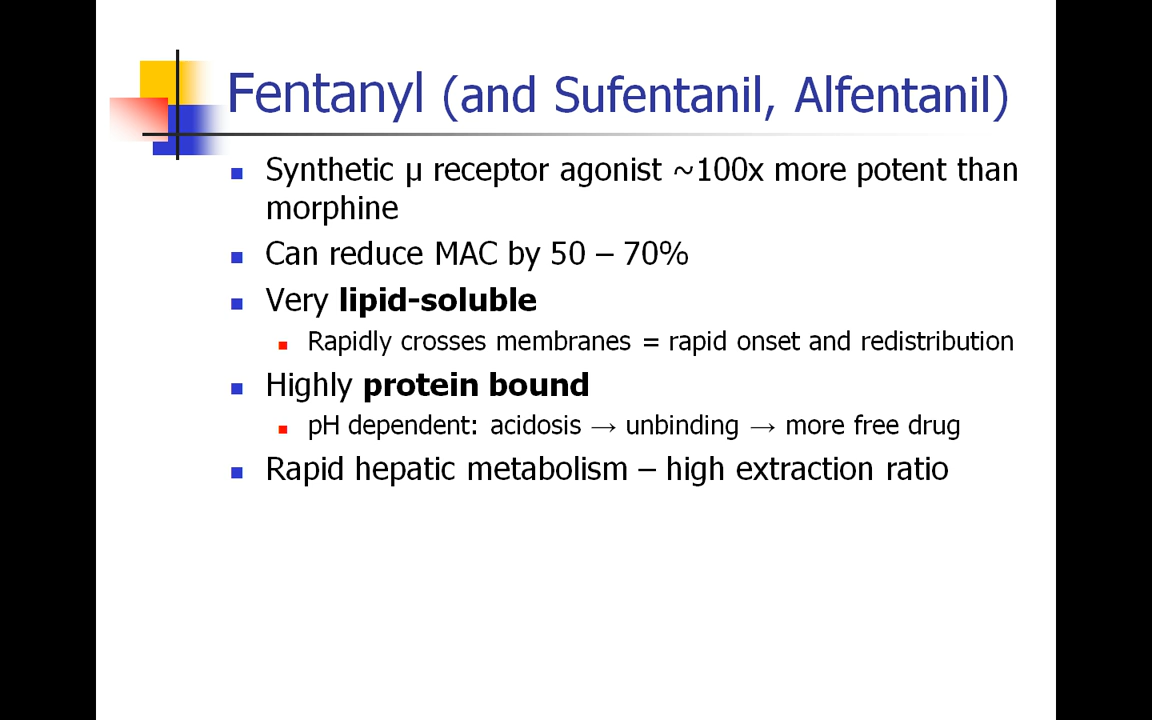 Fentanyl (and Sufentanil, Alfentanil)
Synthetic µ receptor agonist ~100x more potent than
morphine
Can reduce MAC by 50 – 70%
Very lipid-soluble
Rapidly crosses membranes = rapid onset and redistribution
Highly protein bound
pH dependent: acidosis → unbinding → more free drug
Rapid hepatic metabolism – high extraction ratio